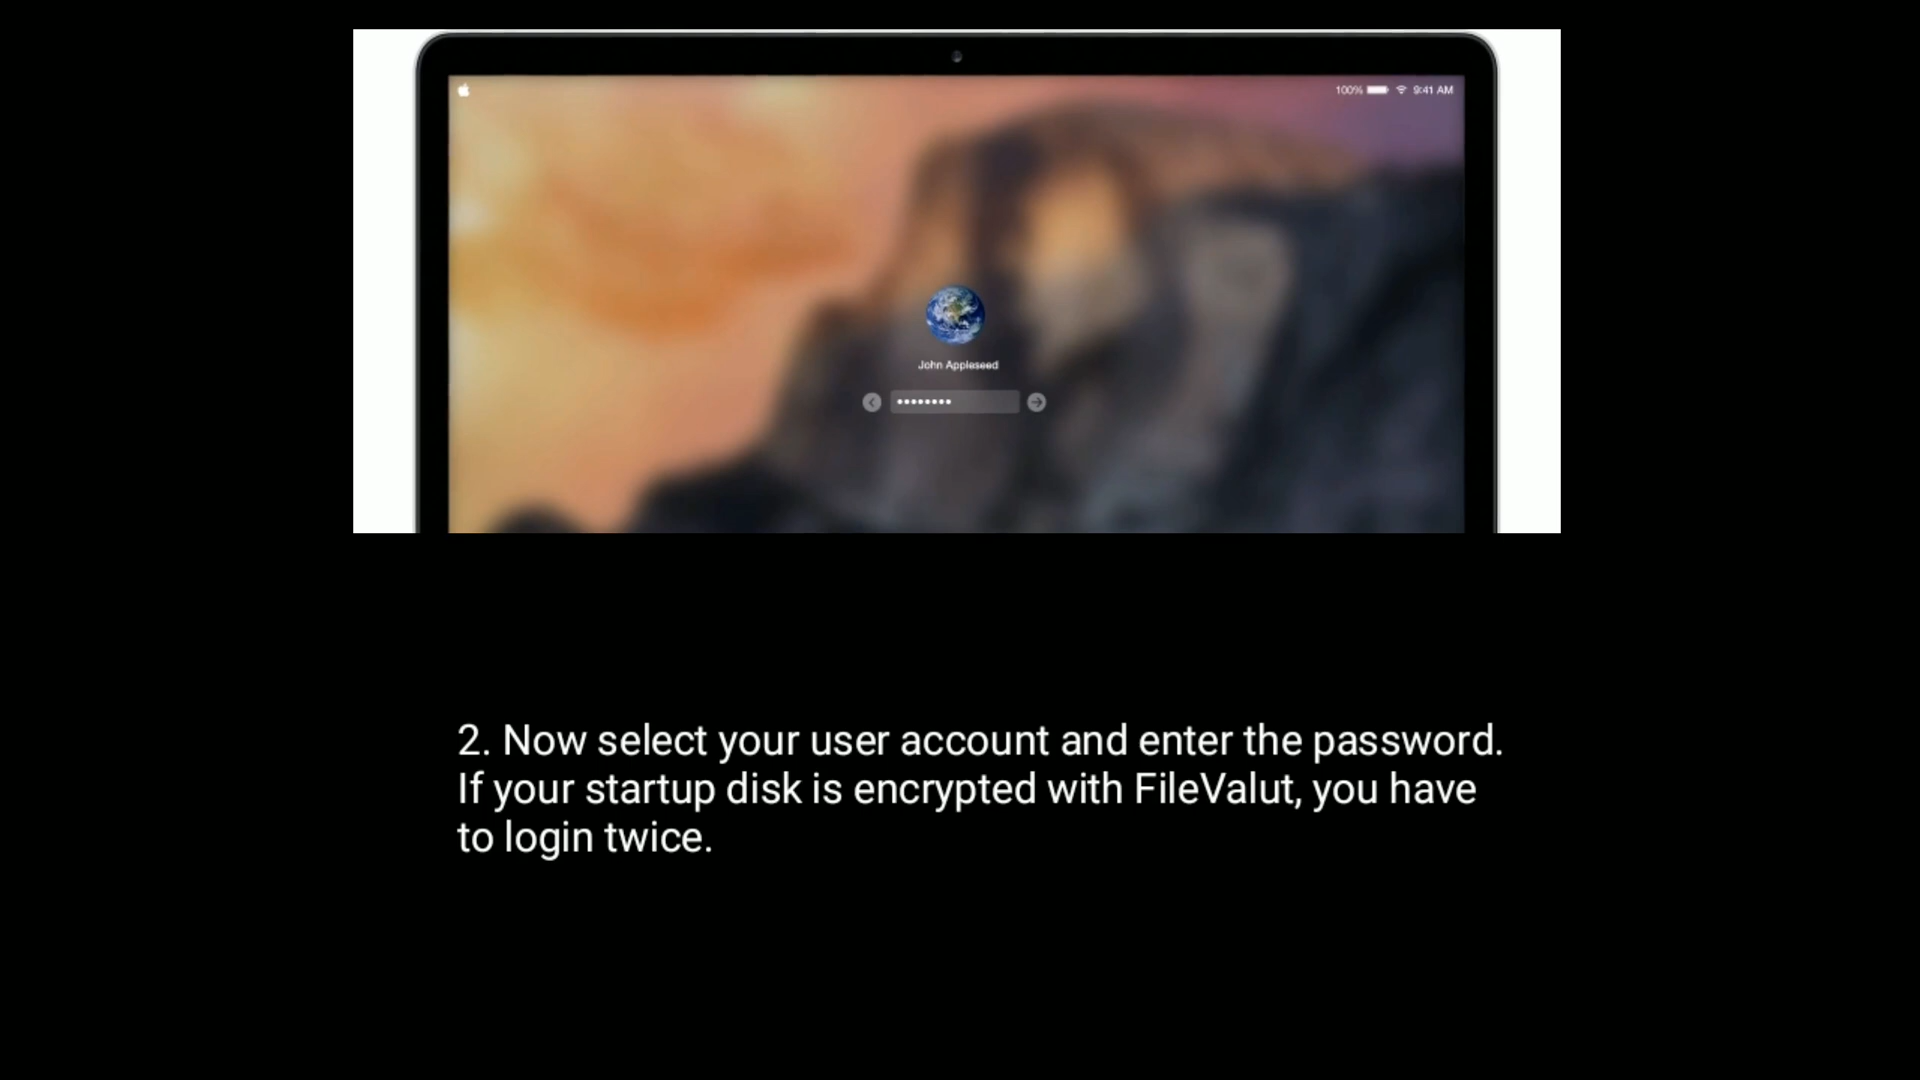 100% 9:41 AM
John Appleseed
2. Now select your user account and enter the password.
If your startup disk is encrypted with FileValut, you have
to login twice.